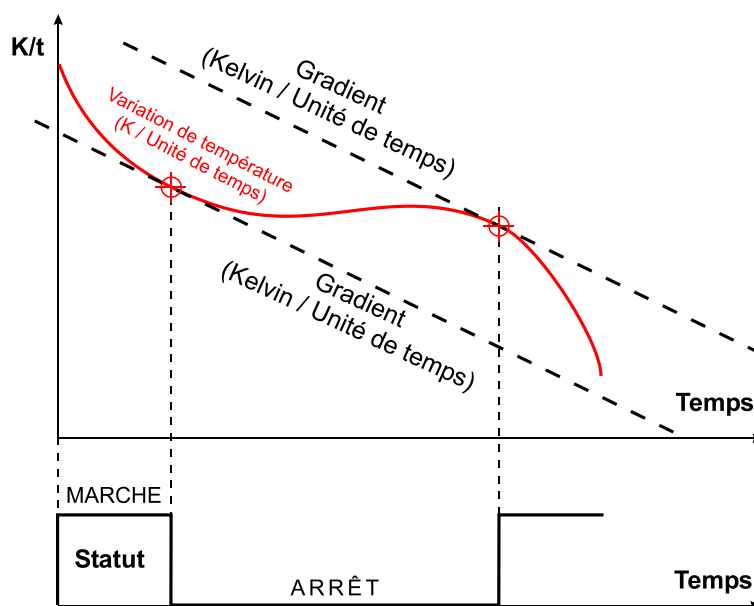 K/t
Gradient
(Kelvin / Unité de temps)
Variation de température
(K / Unité de temps)
Gradient
(Kelvin / Unité de temps)
Temps
MARCHE
Statut
ARRÊT
Temps